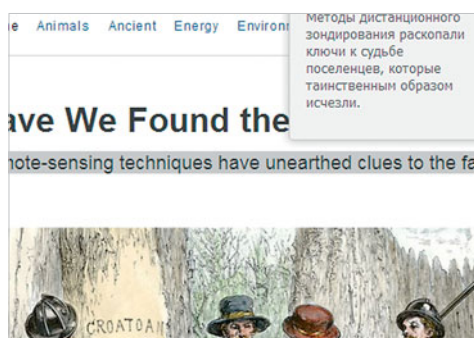 e Animals Ancient Energy Environ
Методы дистанционного
зондирования раскопали
ключи к судьбе
поселенцев, которые
таинственным образом
исчезли.
ave We Found the
note-sensing techniques have unearthed clues to the fa
CROATOAN